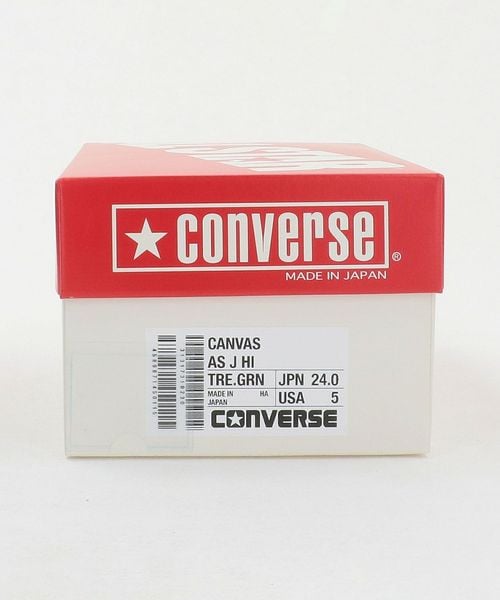 ★ CONVERSE ®
MADE IN JAPAN
CANVAS
AS J HI
TRE.GRN JPN 24.0
MADE IN JAPAN HA USA 5
CONVERSE